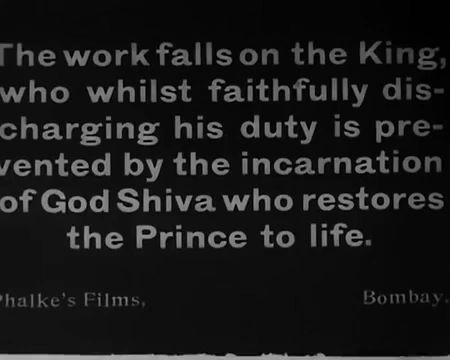 The work falls on the King,
who whilst faithfully dis-
charging his duty is pre-
vented by the incarnation
of God Shiva who restores
the Prince to life.
Phalke's Films, Bombay.